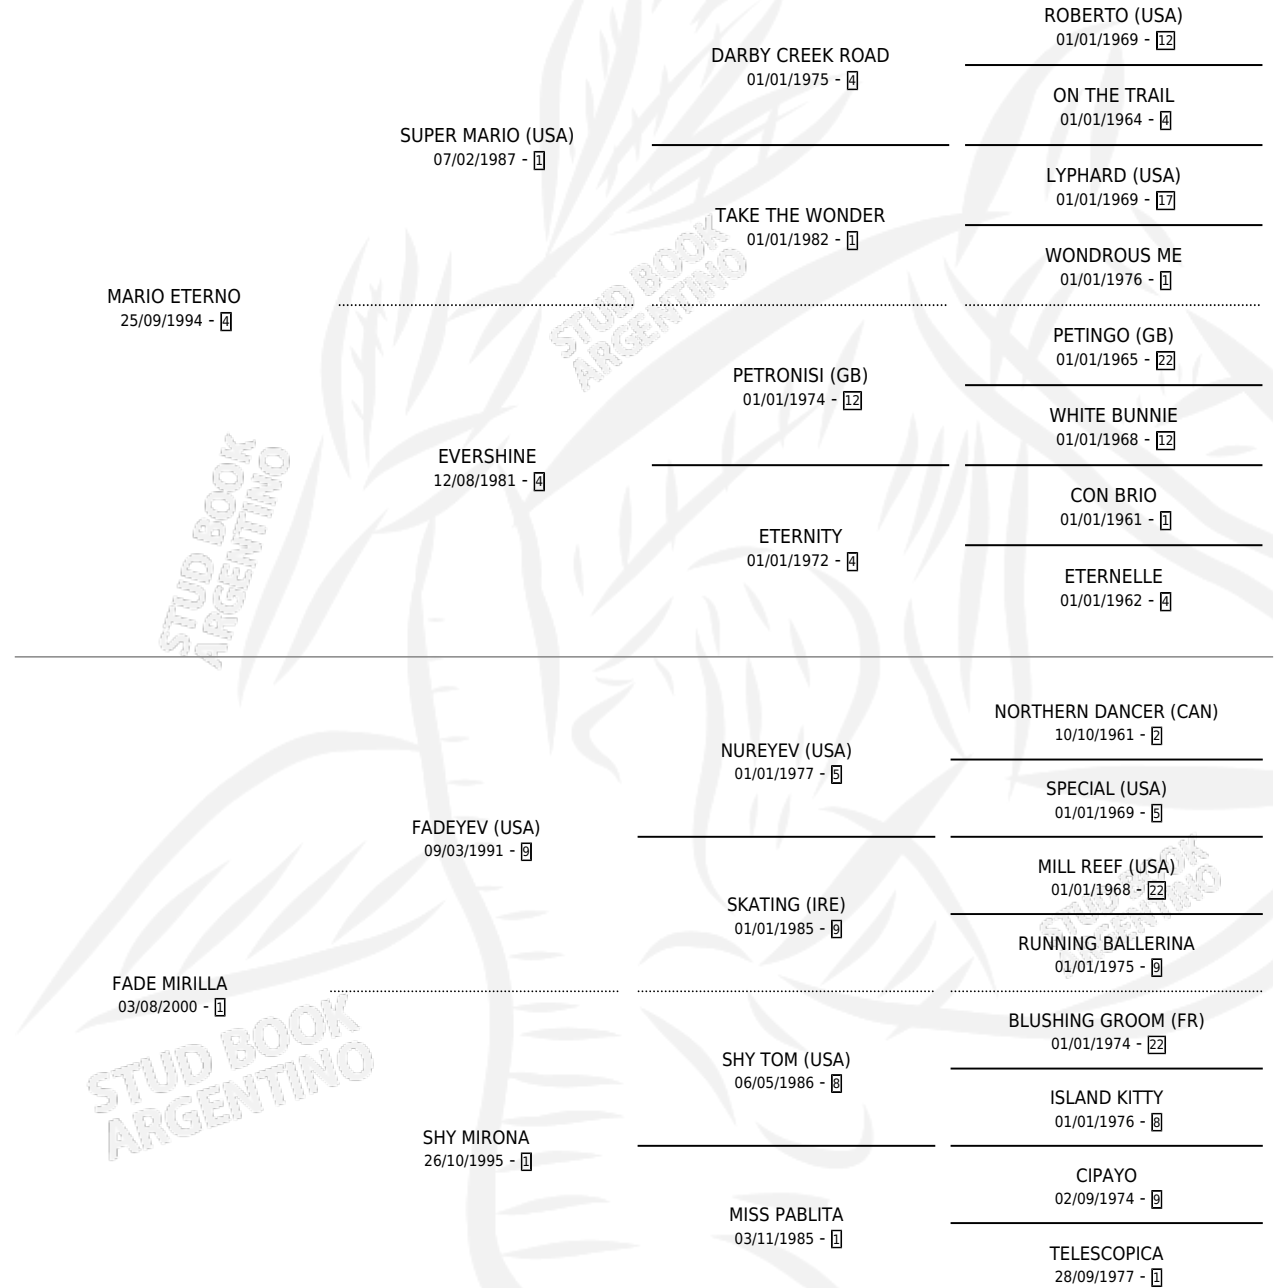 ROBERTO (USA)
01/01/1969 - 12
DARBY CREEK ROAD
01/01/1975 - 4
ON THE TRAIL
01/01/1964 - 4
SUPER MARIO (USA)
07/02/1987 - 1
LYPHARD (USA)
01/01/1969 - 17
TAKE THE WONDER
01/01/1982 - 1
WONDROUS ME
01/01/1976 - 1
MARIO ETERNO
25/09/1994 - 4
STUD BOOK
ARGENTINO
PETINGO (GB)
01/01/1965 - 22
PETRONISI (GB)
01/01/1974 - 12
WHITE BUNNIE
01/01/1968 - 12
EVERSHINE
12/08/1981 - 4
CON BRIO
01/01/1961 - 1
ETERNITY
01/01/1972 - 4
ETERNELLE
01/01/1962 - 4
STUD BOOK
ARGENTINO
NORTHERN DANCER (CAN)
10/10/1961 - 2
NUREYEV (USA)
01/01/1977 - 5
SPECIAL (USA)
01/01/1969 - 5
FADEYEV (USA)
09/03/1991 - 9
MILL REEF (USA)
01/01/1968 - 22
SKATING (IRE)
01/01/1985 - 9
STUD BOOK
ARGENTINO
RUNNING BALLERINA
01/01/1975 - 9
FADE MIRILLA
03/08/2000 - 1
BLUSHING GROOM (FR)
01/01/1974 - 22
SHY TOM (USA)
06/05/1986 - 8
STUD BOOK
ARGENTINO
ISLAND KITTY
01/01/1976 - 8
SHY MIRONA
26/10/1995 - 1
CIPAYO
02/09/1974 - 9
MISS PABLITA
03/11/1985 - 1
TELESCOPICA
28/09/1977 - 1